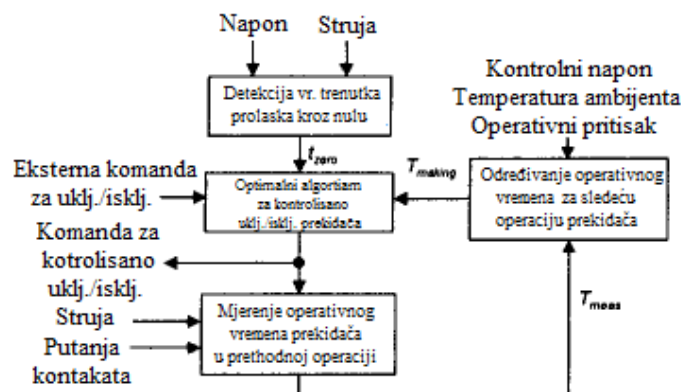 Napon
Struja
Detekcija vr. trenutka
prolaska kroz nulu
Kontrolni napon
Temperatura ambijenta
Operativni pritisak
t_zero
T_making
Eksterna komanda
za uklj./isklj.
Optimalni algortiam
za kontrolisano
uklj./isklj. prekidača
Određivanje operativnog
vremena za sledeću
operaciju prekidača
Komanda za
kotrolisano
uklj./isklj.
Struja
Putanja
kontakata
Mjerenje operativnog
vremena prekidača
u prethodnoj operaciji
T_meas